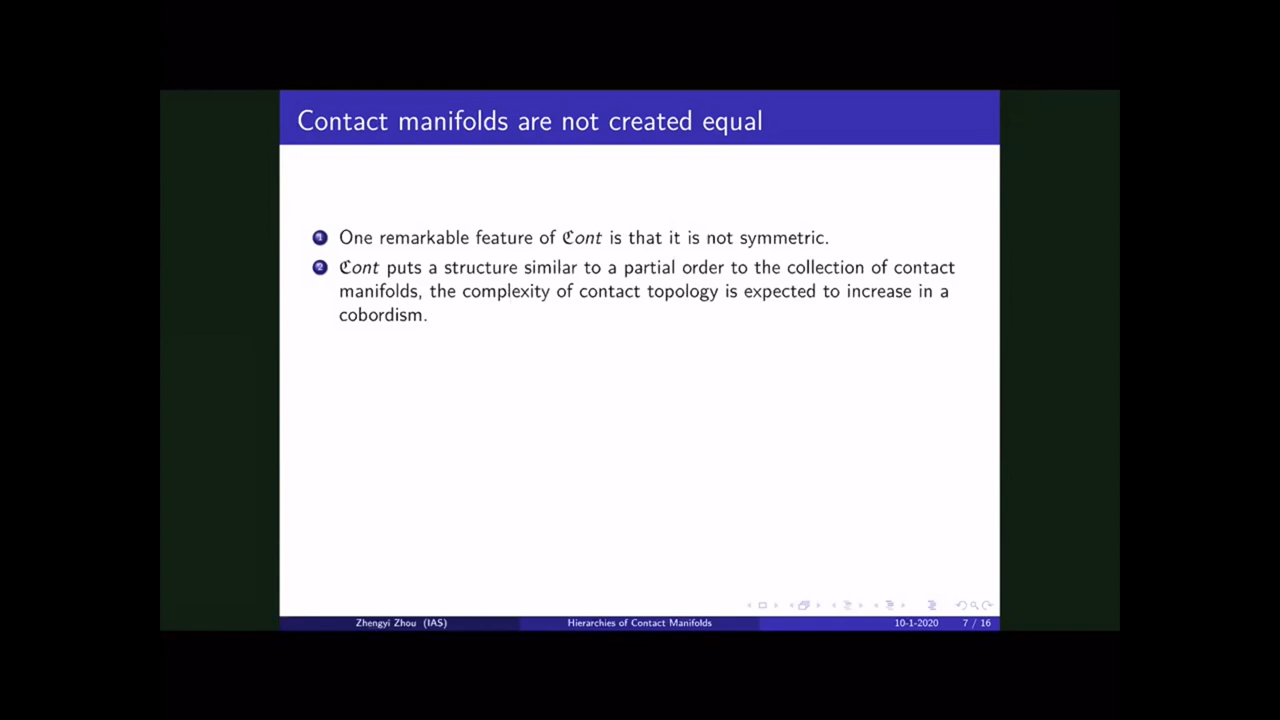 Contact manifolds are not created equal
1 One remarkable feature of ℭont is that it is not symmetric.
2 ℭont puts a structure similar to a partial order to the collection of contact
manifolds, the complexity of contact topology is expected to increase in a
cobordism.
Zhengyi Zhou (IAS) Hierarchies of Contact Manifolds 10-1-2020 7 / 16